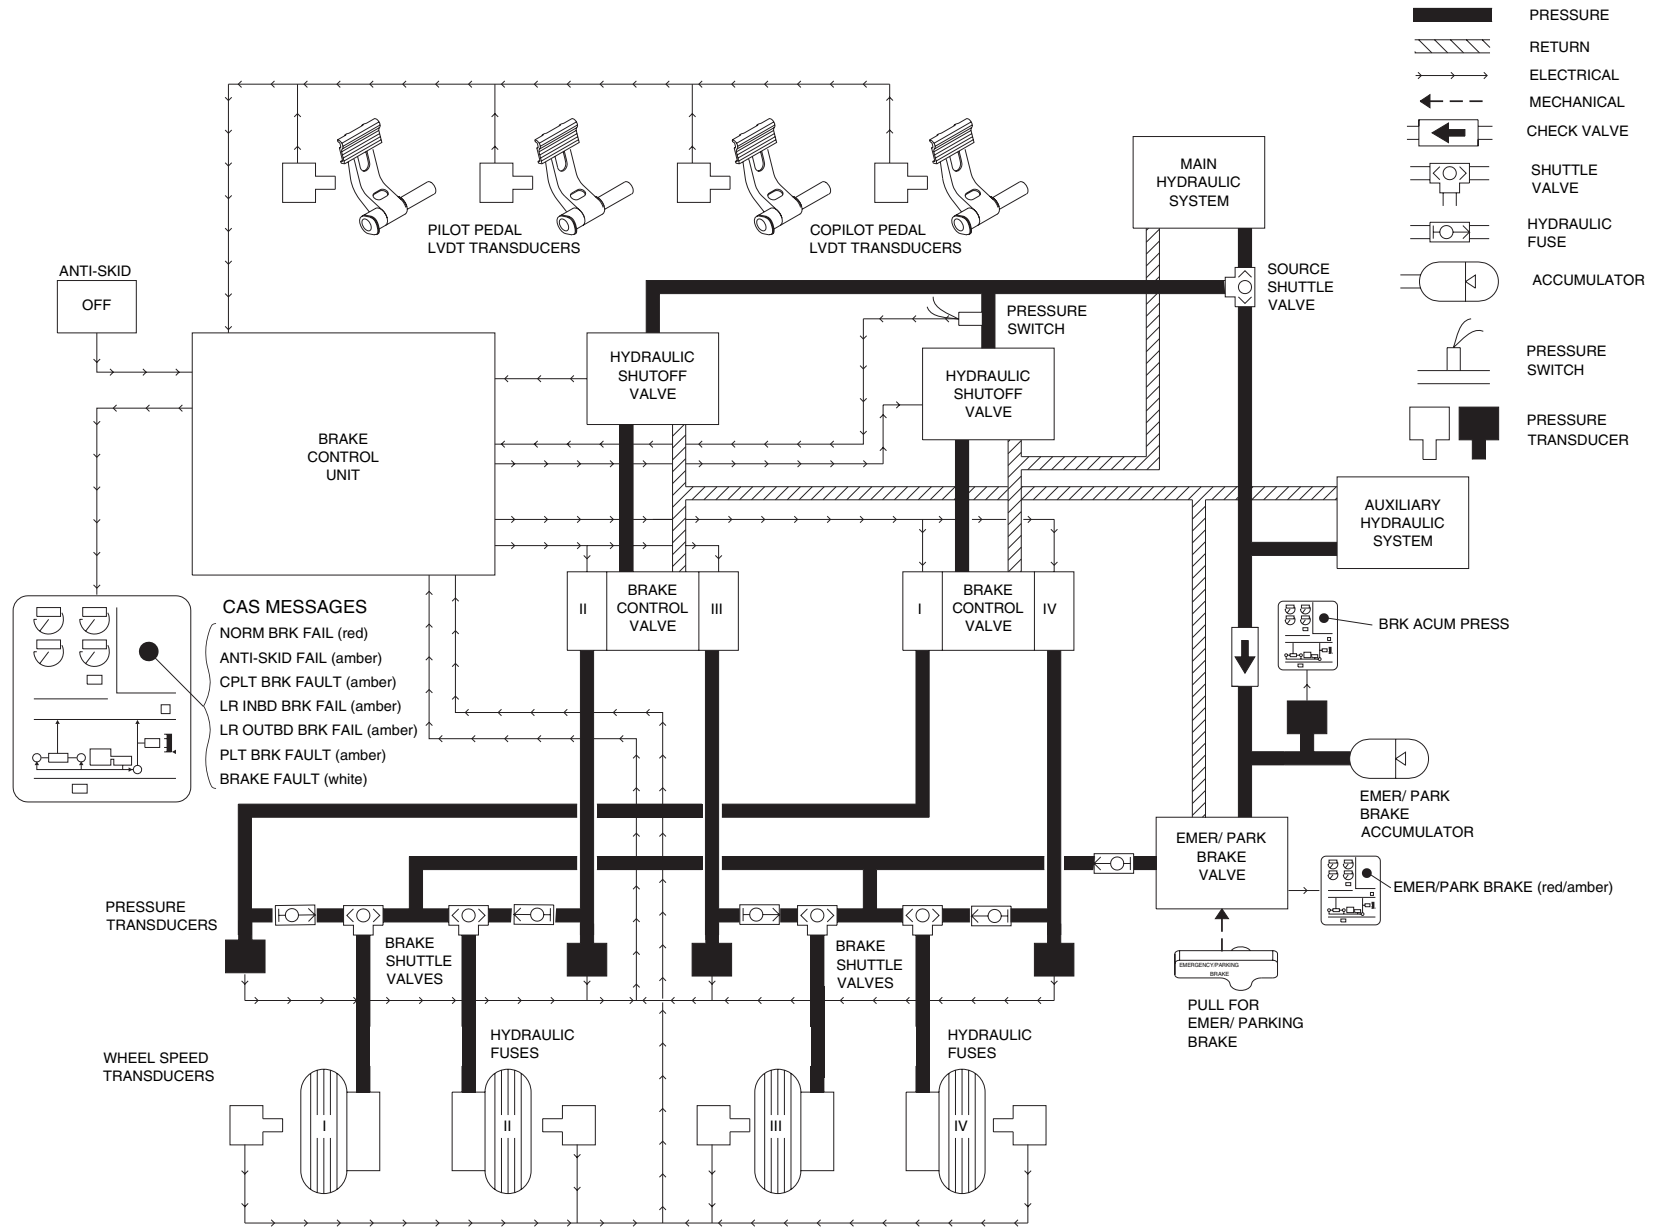 PRESSURE
RETURN
ELECTRICAL
MECHANICAL
CHECK VALVE
SHUTTLE
VALVE
HYDRAULIC
FUSE
ACCUMULATOR
PRESSURE
SWITCH
PRESSURE
TRANSDUCER
PILOT PEDAL
LVDT TRANSDUCERS
COPILOT PEDAL
LVDT TRANSDUCERS
MAIN
HYDRAULIC
SYSTEM
SOURCE
SHUTTLE
VALVE
ANTI-SKID
OFF
PRESSURE
SWITCH
HYDRAULIC
SHUTOFF
VALVE
HYDRAULIC
SHUTOFF
VALVE
BRAKE
CONTROL
UNIT
AUXILIARY
HYDRAULIC
SYSTEM
II
BRAKE
CONTROL
VALVE
III
I
BRAKE
CONTROL
VALVE
IV
CAS MESSAGES
NORM BRK FAIL (red)
ANTI-SKID FAIL (amber)
CPLT BRK FAULT (amber)
LR INBD BRK FAIL (amber)
LR OUTBD BRK FAIL (amber)
PLT BRK FAULT (amber)
BRAKE FAULT (white)
BRK ACUM PRESS
EMER/ PARK
BRAKE
ACCUMULATOR
EMER/ PARK
BRAKE
VALVE
EMER/PARK BRAKE (red/amber)
PRESSURE
TRANSDUCERS
BRAKE
SHUTTLE
VALVES
BRAKE
SHUTTLE
VALVES
EMERGENCY/PARKING
BRAKE
PULL FOR
EMER/ PARKING
BRAKE
HYDRAULIC
FUSES
HYDRAULIC
FUSES
WHEEL SPEED
TRANSDUCERS
I
II
III
IV